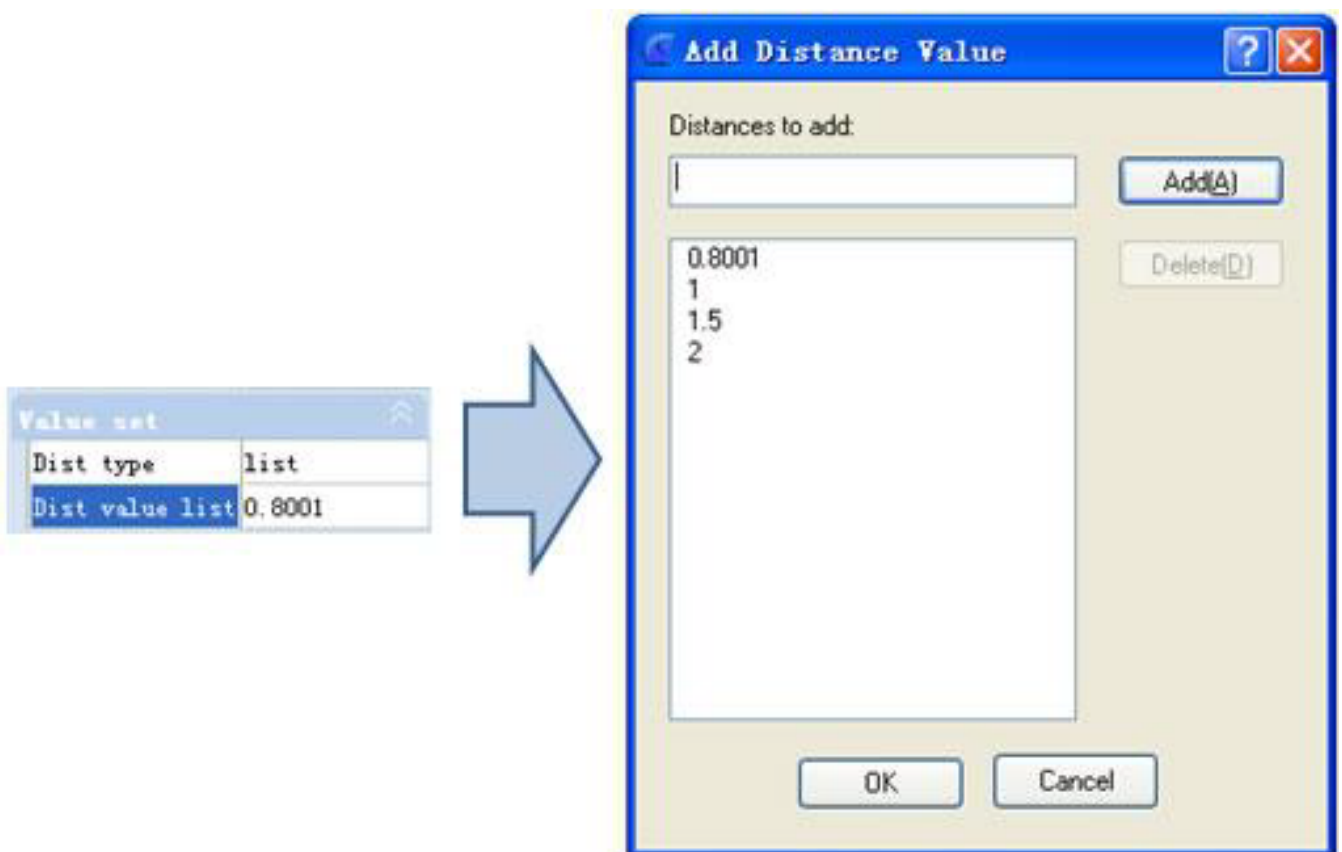 Value set
Dist type list
Dist value list 0.8001
Add Distance Value
Distances to add:
Add(A)
0.8001
1
1.5
2
Delete(D)
OK Cancel